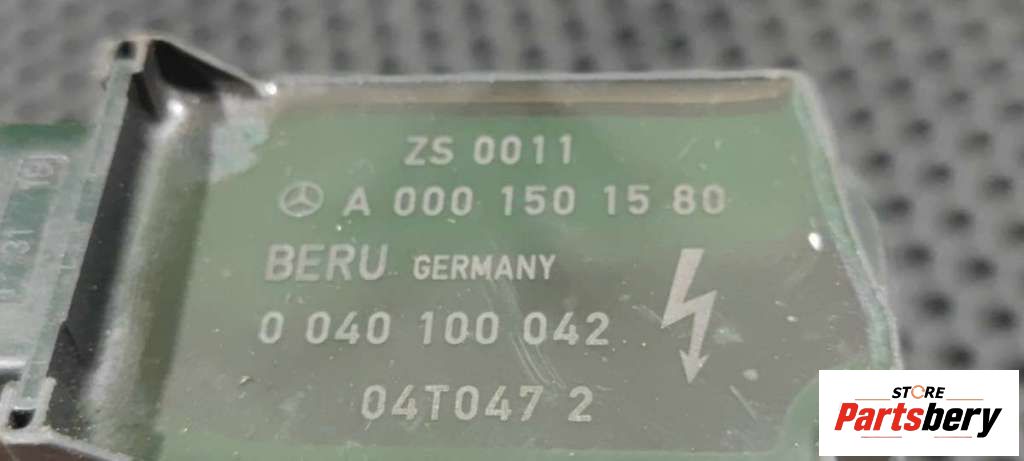 ZS 0011
A 000 150 15 80
BERU GERMANY
0 040 100 042
04T047 2
STORE
Partsbery